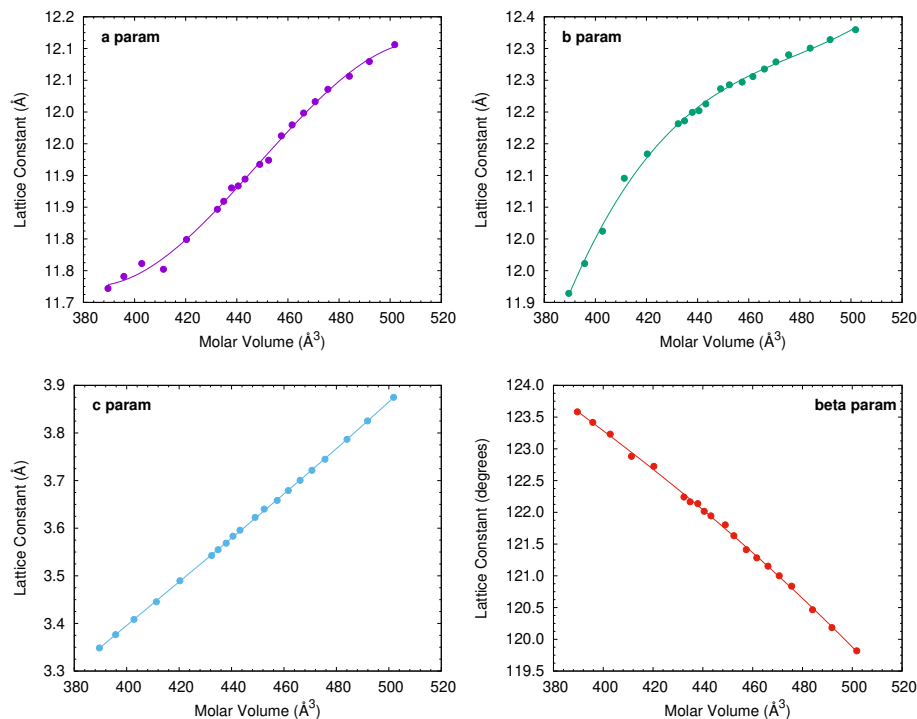 a param
12.2
12.1
12.0
12.0
11.9
11.9
11.8
11.8
11.7
380 400 420 440 460 480 500 520
Lattice Constant (Å)
Molar Volume (Å³)
b param
12.4
12.3
12.2
12.2
12.1
12.1
12.0
12.0
11.9
380 400 420 440 460 480 500 520
Lattice Constant (Å)
Molar Volume (Å³)
c param
3.9
3.8
3.7
3.6
3.5
3.4
3.3
380 400 420 440 460 480 500 520
Lattice Constant (Å)
Molar Volume (Å³)
beta param
124.0
123.5
123.0
122.5
122.0
121.5
121.0
120.5
120.0
119.5
380 400 420 440 460 480 500 520
Lattice Constant (degrees)
Molar Volume (Å³)